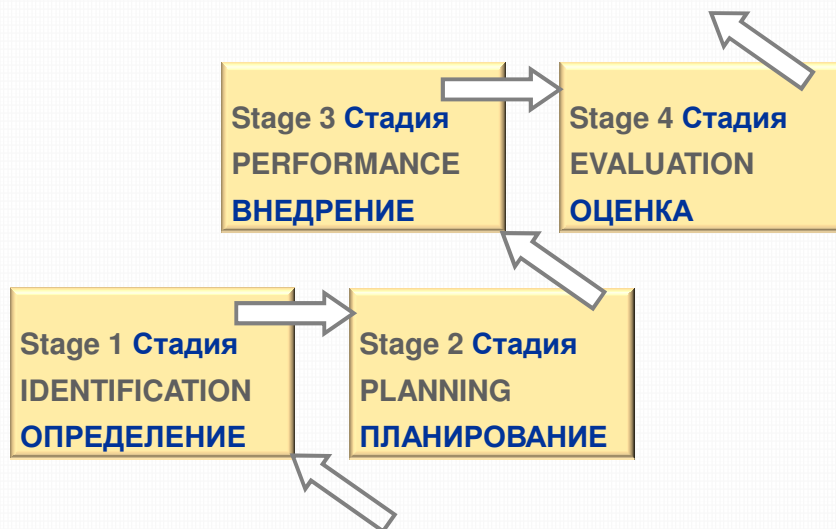 Stage 3 Стадия
PERFORMANCE
ВНЕДРЕНИЕ
Stage 4 Стадия
EVALUATION
ОЦЕНКА
Stage 1 Стадия
IDENTIFICATION
ОПРЕДЕЛЕНИЕ
Stage 2 Стадия
PLANNING
ПЛАНИРОВАНИЕ